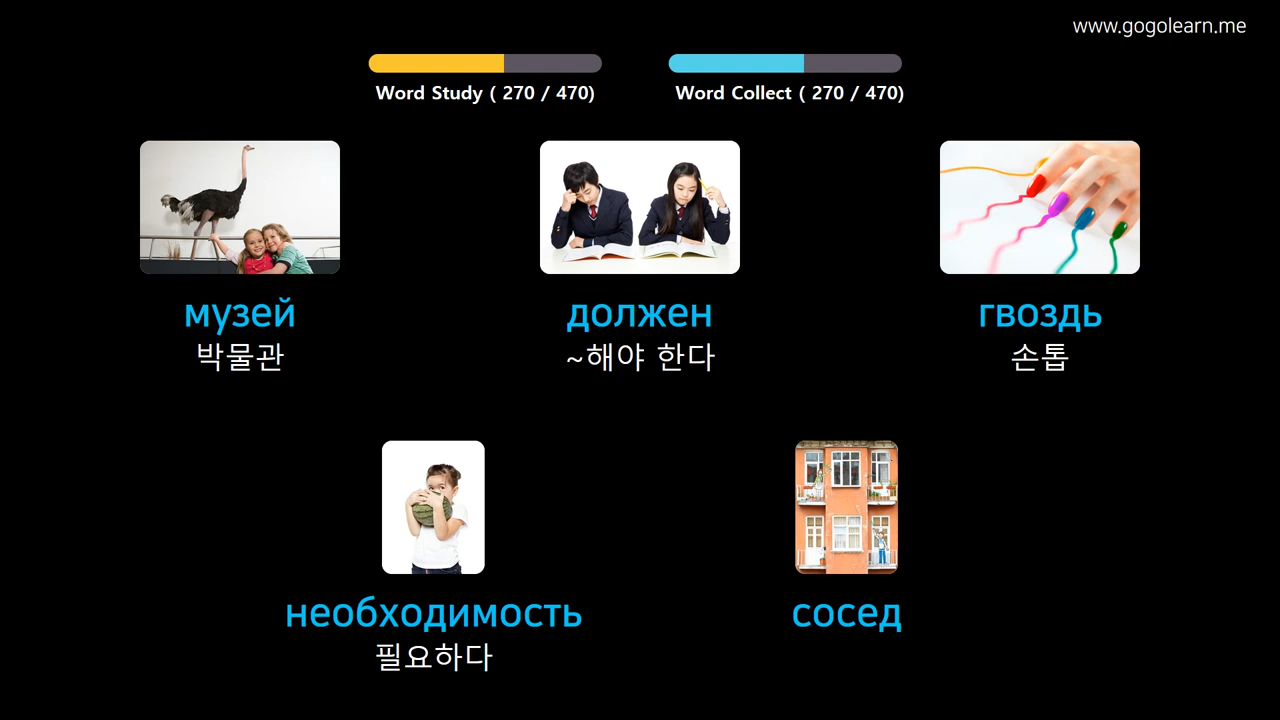 www.gogolearn.me
Word Study ( 270 / 470)
Word Collect ( 270 / 470)
музей
박물관
должен
~해야 한다
гвоздь
손톱
необходимость
필요하다
сосед